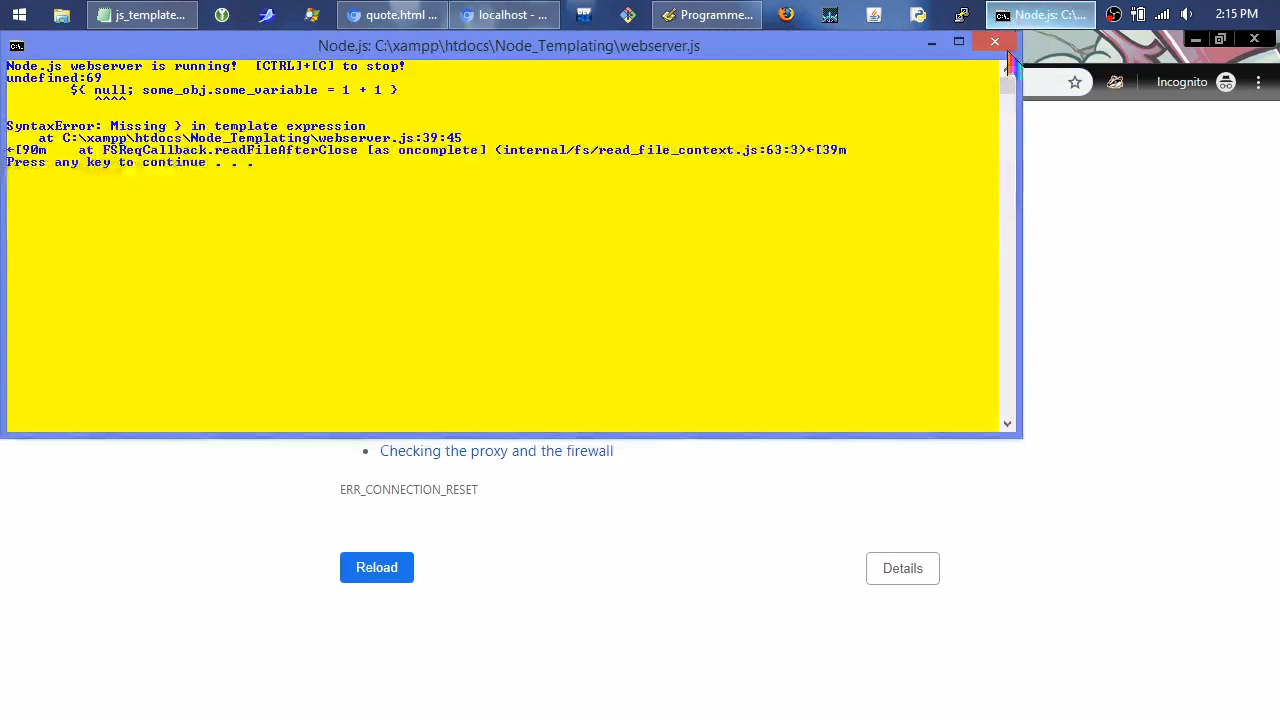 js_template...
quote.html ...
localhost - ...
Programme...
Node.js: C:\...
2:15 PM
Node.js: C:\xampp\htdocs\Node_Templating\webserver.js
Incognito
Node.js webserver is running!  [CTRL]+[C] to stop!
undefined:69
        ${ null; some_obj.some_variable = 1 + 1 }
           ^^^^
SyntaxError: Missing } in template expression
    at C:\xampp\htdocs\Node_Templating\webserver.js:39:45
←[90m    at FSReqCallback.readFileAfterClose [as oncomplete] (internal/fs/read_file_context.js:63:3)←[39m
Press any key to continue . . .
Checking the proxy and the firewall
ERR_CONNECTION_RESET
Reload
Details